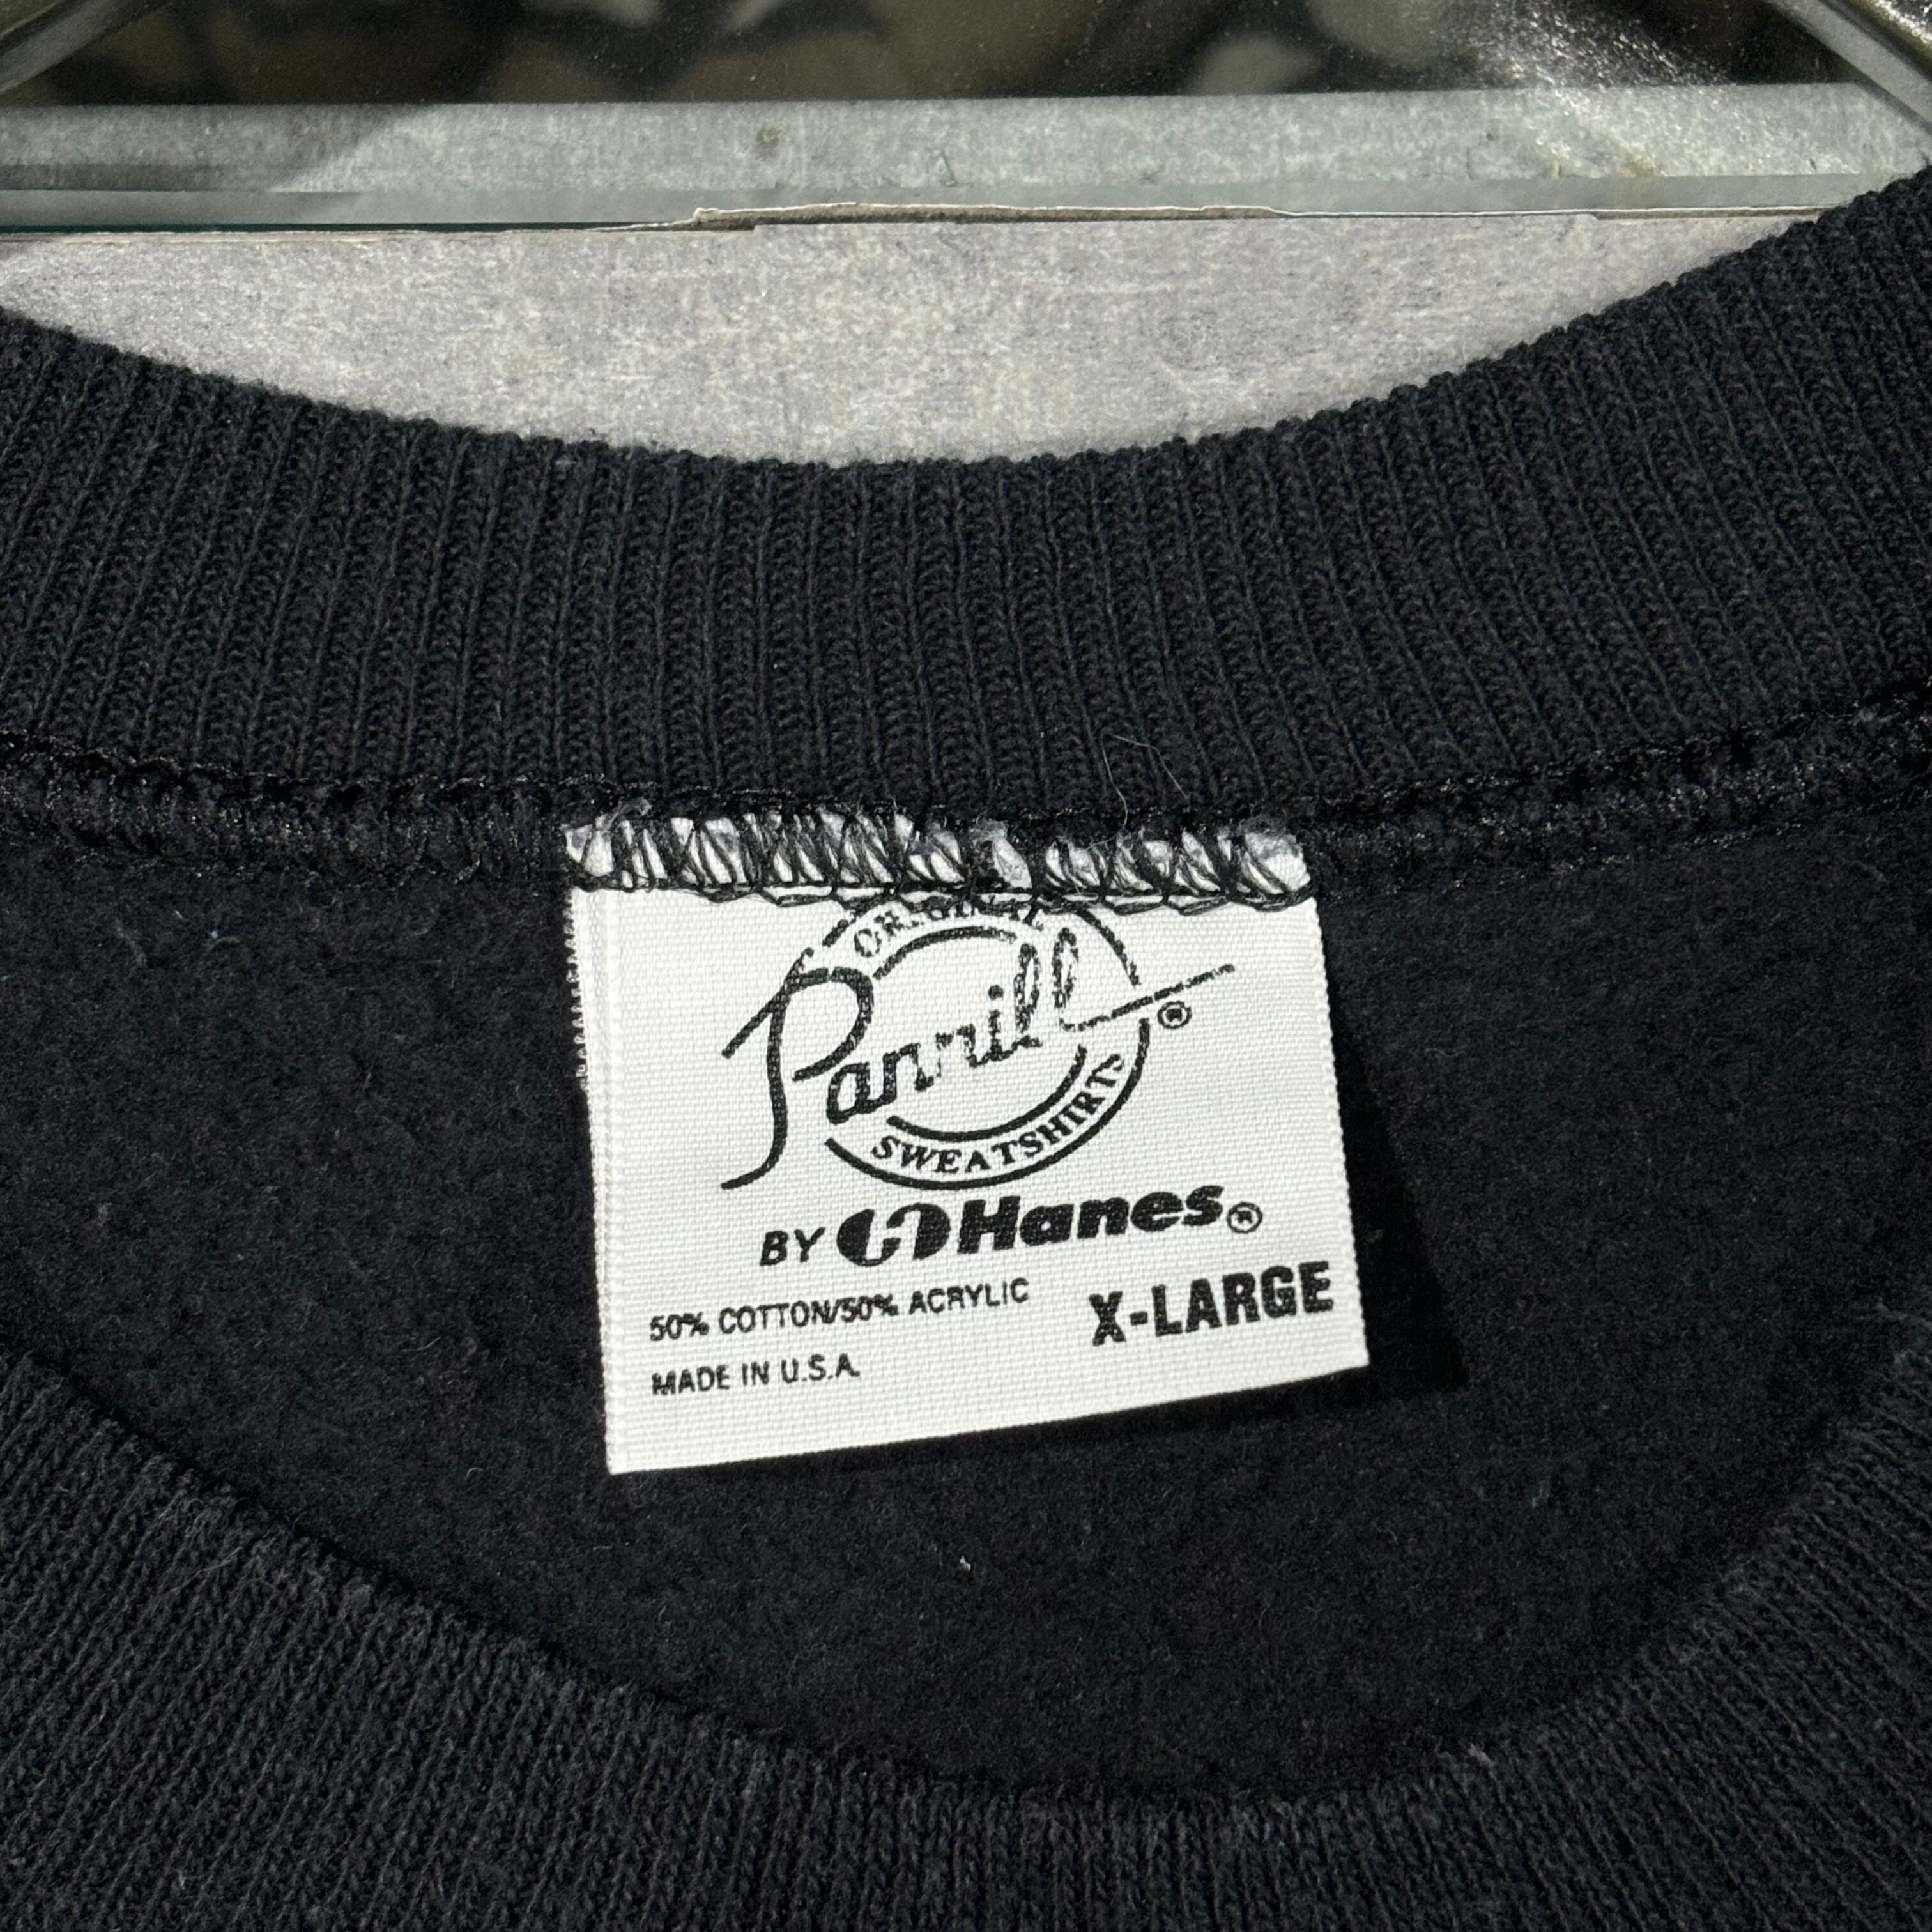 ORIGINAL
Pannill ®
SWEATSHIRTS
BY Hanes®
50% COTTON/50% ACRYLIC X-LARGE
MADE IN U.S.A.